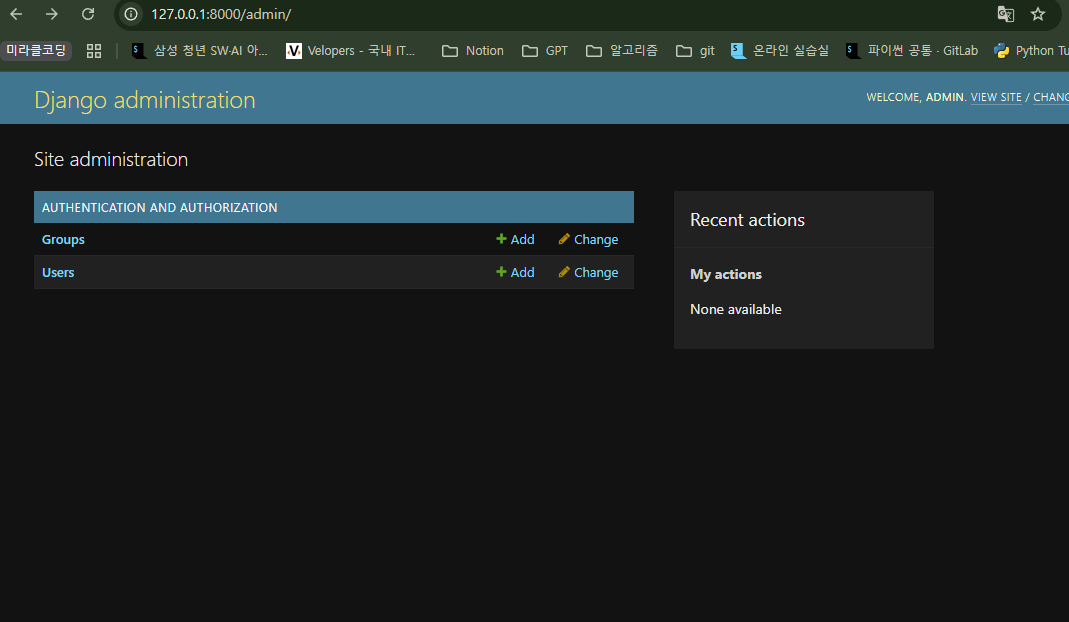 127.0.0.1:8000/admin/
미라클코딩 삼성 청년 SW·AI 아... Velopers - 국내 IT... Notion GPT 알고리즘 git 온라인 실습실 파이썬 공통 · GitLab Python Tu
Django administration
WELCOME, ADMIN. VIEW SITE / CHANG
Site administration
AUTHENTICATION AND AUTHORIZATION
Groups Add Change
Users Add Change
Recent actions
My actions
None available